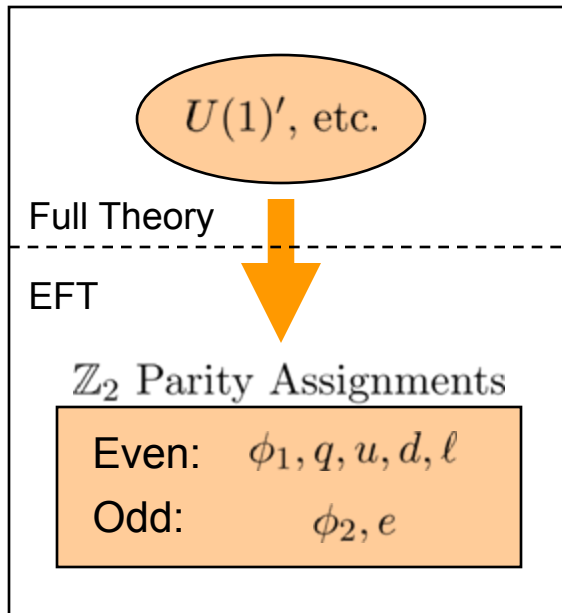 U(1)′, etc.
Full Theory
EFT
ℤ₂ Parity Assignments
Even: ϕ₁, q, u, d, ℓ
Odd: ϕ₂, e